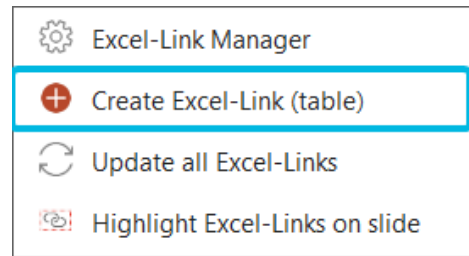 Excel-Link Manager
Create Excel-Link (table)
Update all Excel-Links
Highlight Excel-Links on slide